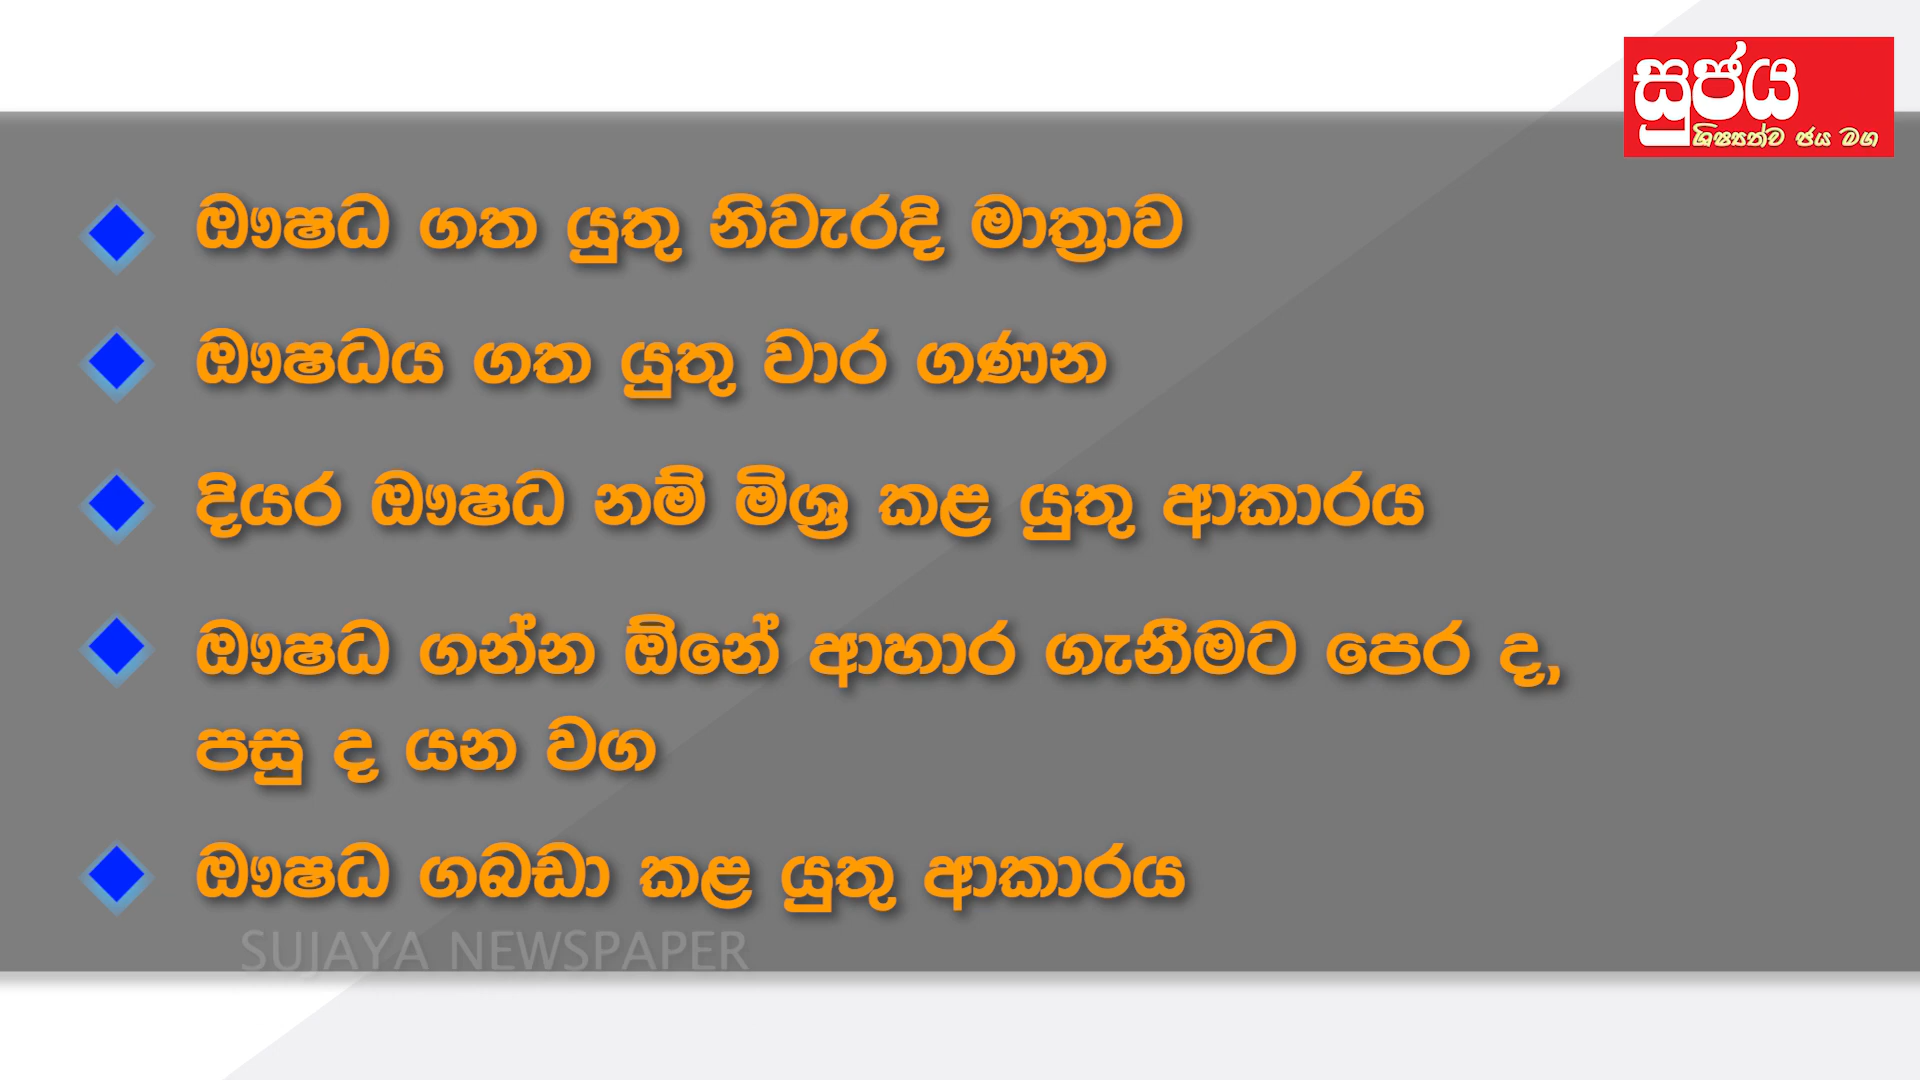 සුජය
ශිෂ්‍යත්ව ජය මග
ඖෂධ ගත යුතු නිවැරදි මාත්‍රාව
ඖෂධය ගත යුතු වාර ගණන
දියර ඖෂධ නම් මිශ්‍ර කළ යුතු ආකාරය
ඖෂධ ගන්න ඕනේ ආහාර ගැනීමට පෙර ද,
පසු ද යන වග
ඖෂධ ගබඩා කළ යුතු ආකාරය
SUJAYA NEWSPAPER